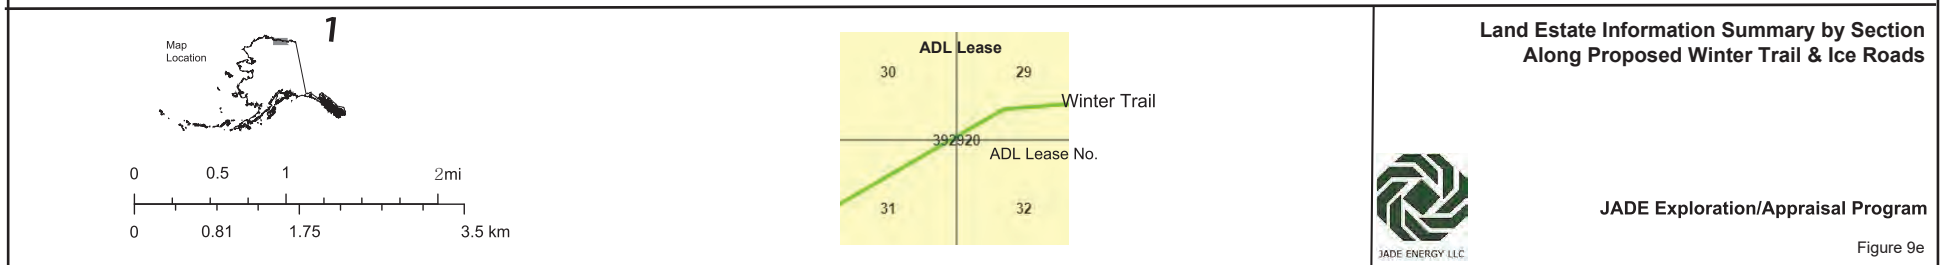 1
Map
Location
0 0.5 1 2mi
0 0.81 1.75 3.5 km
ADL Lease
30 29
Winter Trail
392920
ADL Lease No.
31 32
Land Estate Information Summary by Section
Along Proposed Winter Trail & Ice Roads
JADE ENERGY LLC
JADE Exploration/Appraisal Program
Figure 9e